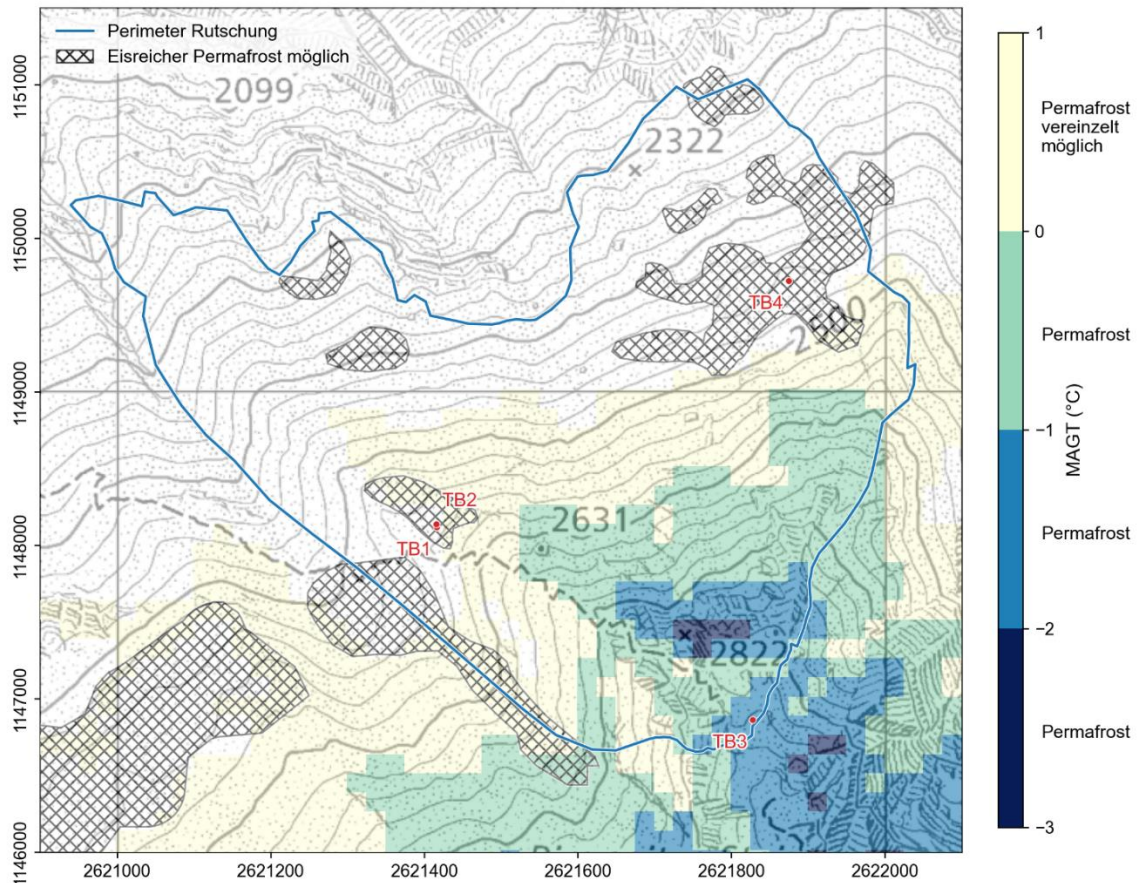 Perimeter Rutschung
Eisreicher Permafrost möglich
2099
2322
TB4
TB2
TB1
2631
2822
TB3
1151000
1150000
1149000
1148000
1147000
1146000
2621000
2621200
2621400
2621600
2621800
2622000
1
0
−1
−2
−3
MAGT (°C)
Permafrost
vereinzelt
möglich
Permafrost
Permafrost
Permafrost